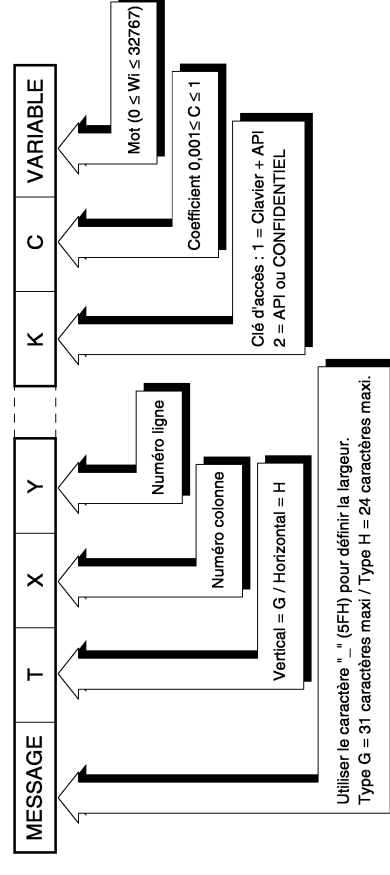 MESSAGE T X Y K C VARIABLE
Mot (0 ≤ Wi ≤ 32767)
Coefficient 0,001≤ C ≤ 1
Clé d'accès : 1 = Clavier + API
2 = API ou CONFIDENTIEL
Numéro ligne
Numéro colonne
Vertical = G / Horizontal = H
Utiliser le caractère "_" (5FH) pour définir la largeur.
Type G = 31 caractères maxi / Type H = 24 caractères maxi.